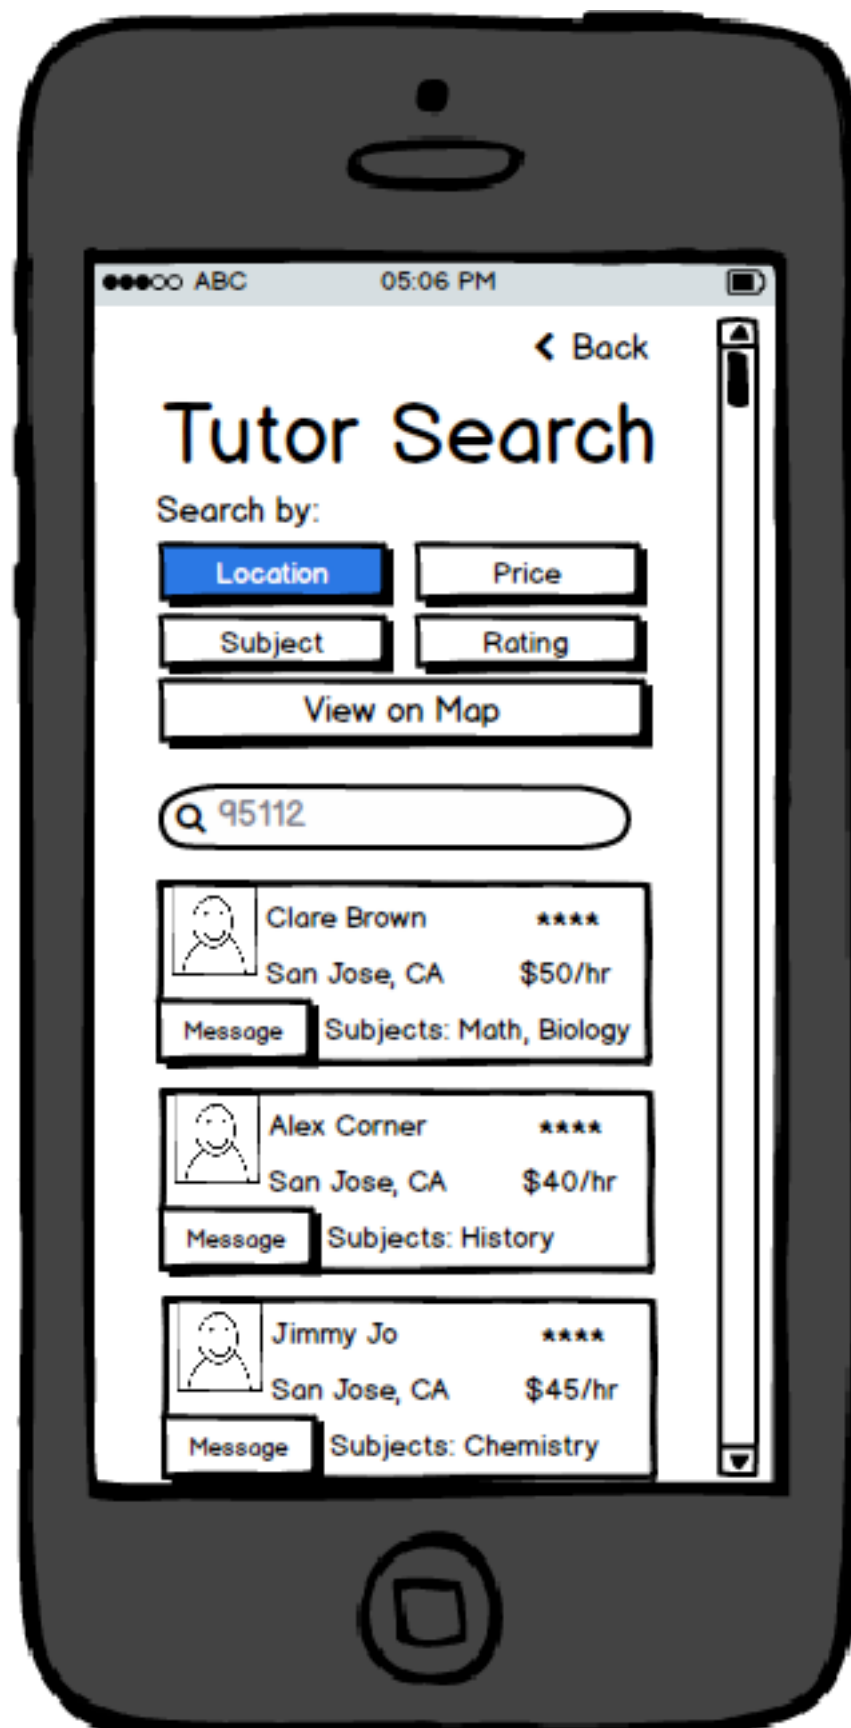 ABC 05:06 PM
Back
Tutor Search
Search by:
Location Price
Subject Rating
View on Map
95112
Clare Brown ****
San Jose, CA $50/hr
Message Subjects: Math, Biology
Alex Corner ****
San Jose, CA $40/hr
Message Subjects: History
Jimmy Jo ****
San Jose, CA $45/hr
Message Subjects: Chemistry